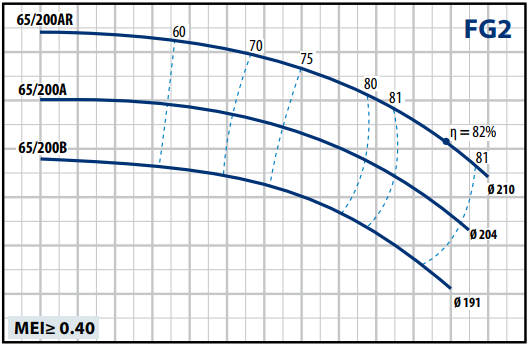 65/200AR
FG2
60
70
75
80
81
65/200A
η = 82%
65/200B
81
Ø 210
Ø 204
Ø 191
MEI≥ 0.40